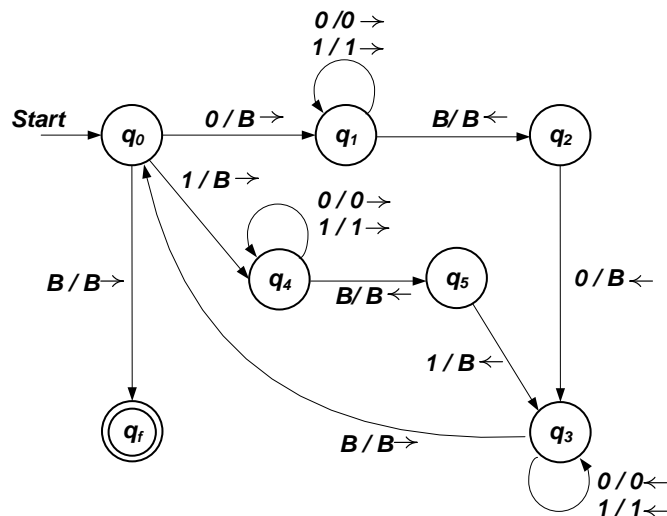 0/0→
1/1→
Start
q0
0/B→
q1
B/B←
q2
1/B→
0/0→
1/1→
q4
B/B←
q5
B/B→
0/B←
1/B←
qf
B/B→
q3
0/0←
1/1←